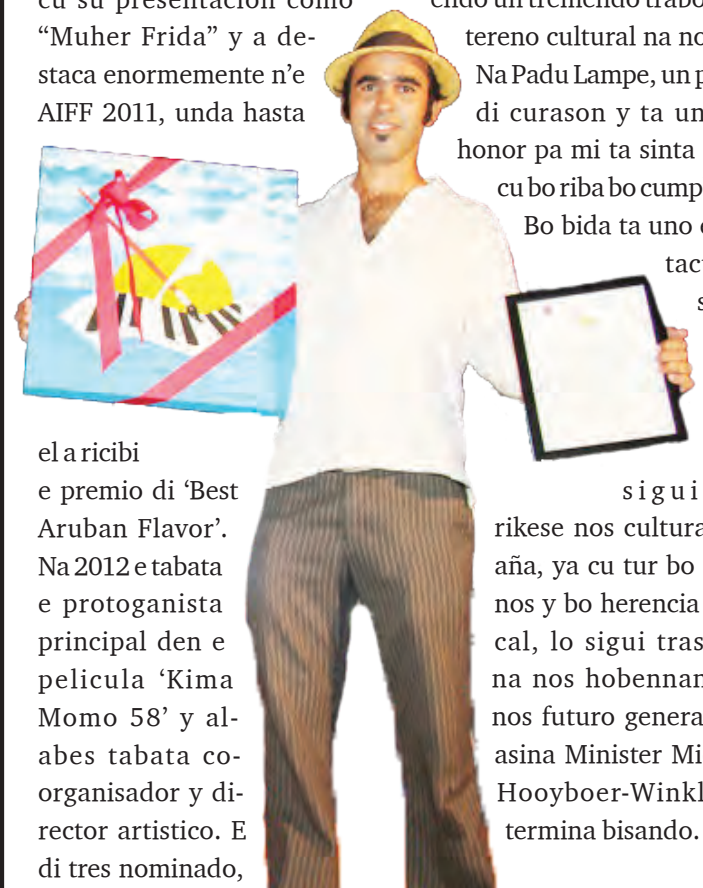 cu su presentacion como
“Muher Frida” y a de-
staca enormemente n’e
AIFF 2011, unda hasta
el a ricibi
e premio di ‘Best
Aruban Flavor’.
Na 2012 e tabata
e protoganista
principal den e
pelicula ‘Kima
Momo 58’ y al-
abes tabata co-
organisador y di-
rector artistico. E
di tres nominado,
endo un tremendo trabo
tereno cultural na no
Na Padu Lampe, un p
di curason y ta un
honor pa mi ta sinta
cu bo riba bo cump
Bo bida ta uno
tac
s
sigui
rikese nos cultura
aña, ya cu tur bo
nos y bo herencia
cal, lo sigui tras
na nos hobennan
nos futuro genera
asina Minister Mi
Hooyboer-Winkl
termina bisando.